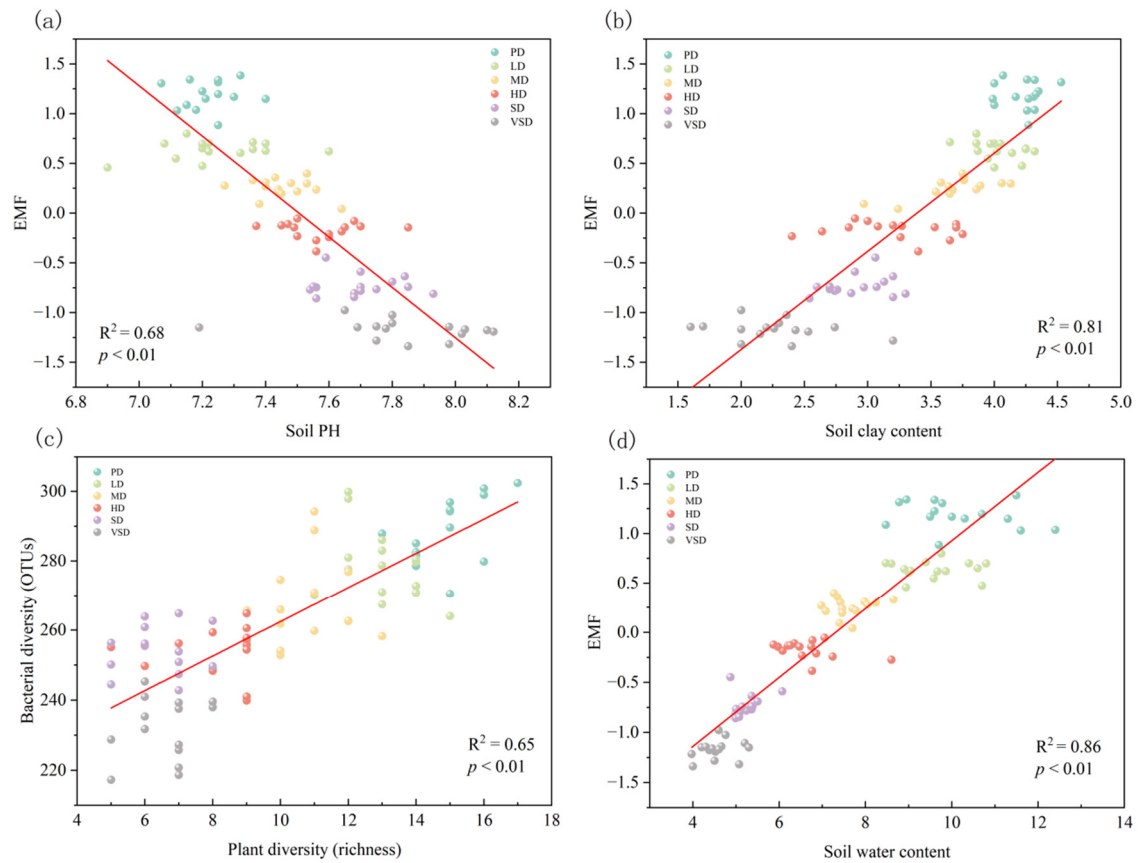 (a)
1.5
1.0
0.5
0.0
−0.5
−1.0
−1.5
EMF
PD
LD
MD
HD
SD
VSD
R² = 0.68
p < 0.01
6.8 7.0 7.2 7.4 7.6 7.8 8.0 8.2
Soil PH
(b)
1.5
1.0
0.5
0.0
−0.5
−1.0
−1.5
EMF
PD
LD
MD
HD
SD
VSD
R² = 0.81
p < 0.01
1.5 2.0 2.5 3.0 3.5 4.0 4.5 5.0
Soil clay content
(c)
300
280
260
240
220
Bacterial diversity (OTUs)
PD
LD
MD
HD
SD
VSD
R² = 0.65
p < 0.01
4 6 8 10 12 14 16 18
Plant diversity (richness)
(d)
1.5
1.0
0.5
0.0
−0.5
−1.0
−1.5
EMF
PD
LD
MD
HD
SD
VSD
R² = 0.86
p < 0.01
4 6 8 10 12 14
Soil water content